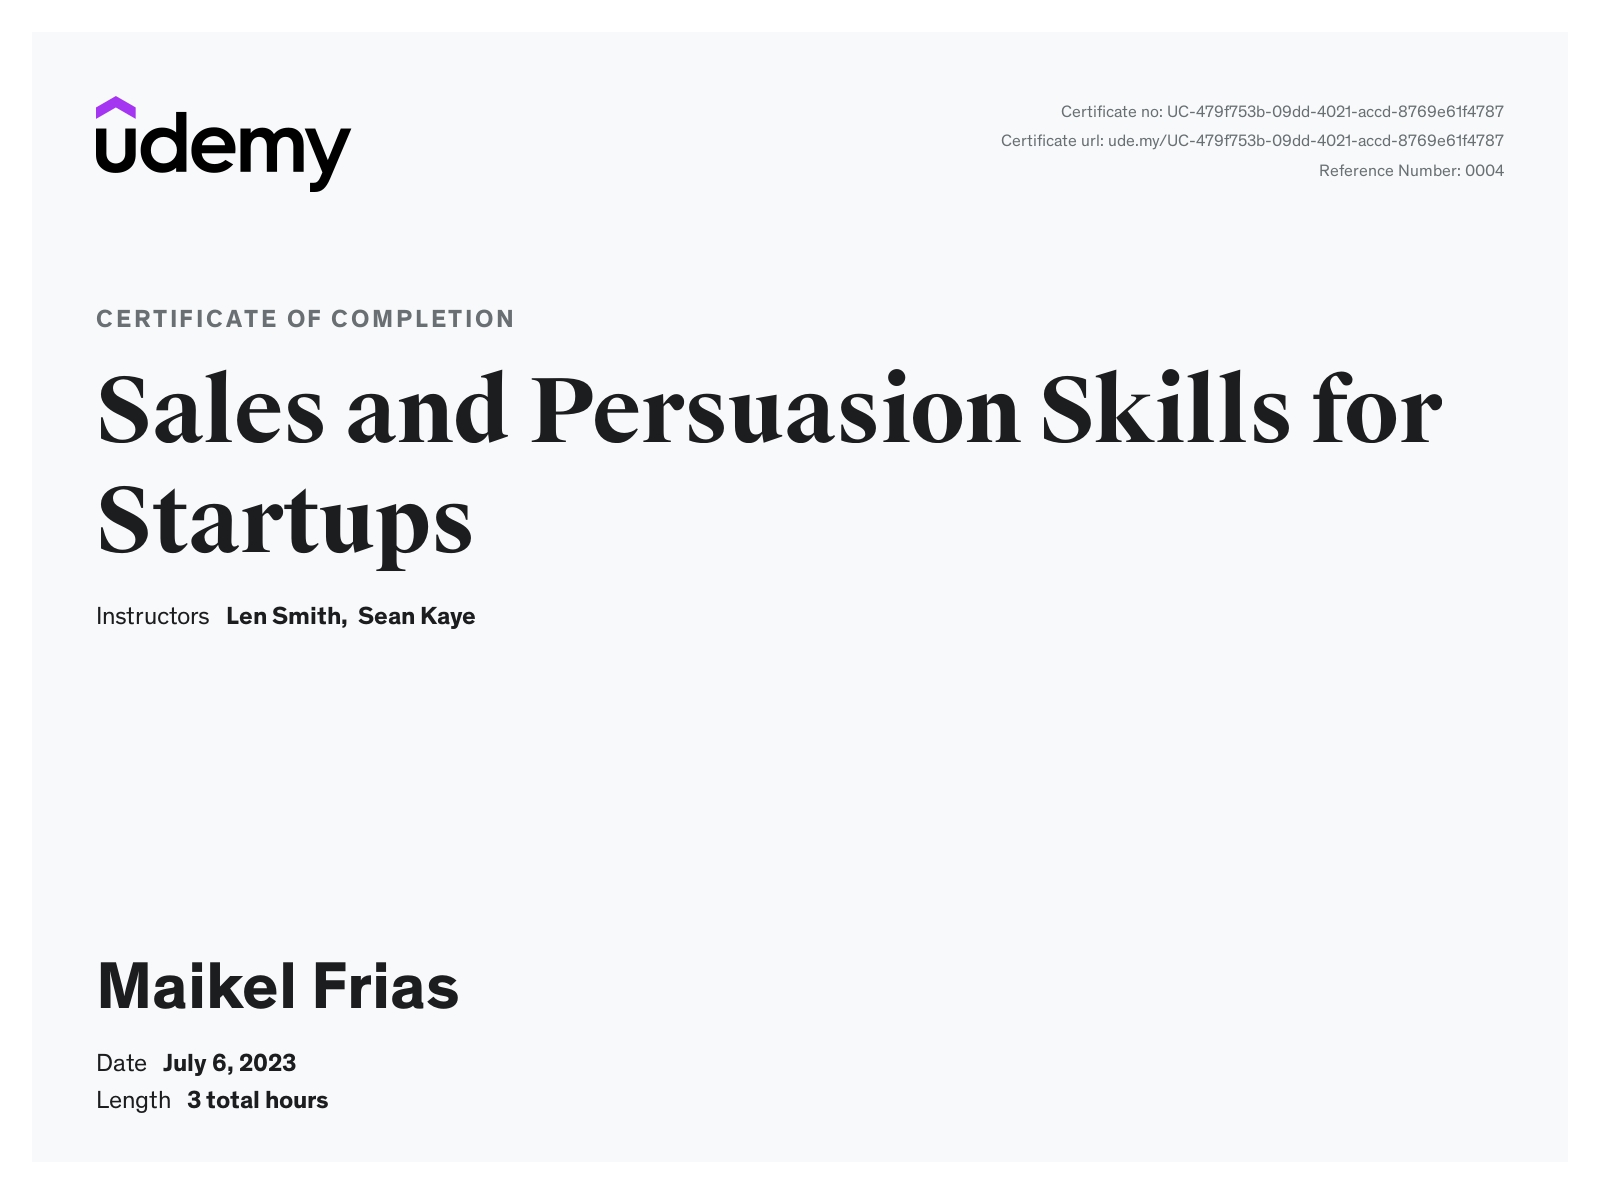 udemy
Certificate no: UC-479f753b-09dd-4021-accd-8769e61f4787
Certificate url: ude.my/UC-479f753b-09dd-4021-accd-8769e61f4787
Reference Number: 0004
CERTIFICATE OF COMPLETION
Sales and Persuasion Skills for
Startups
Instructors Len Smith, Sean Kaye
Maikel Frias
Date July 6, 2023
Length 3 total hours